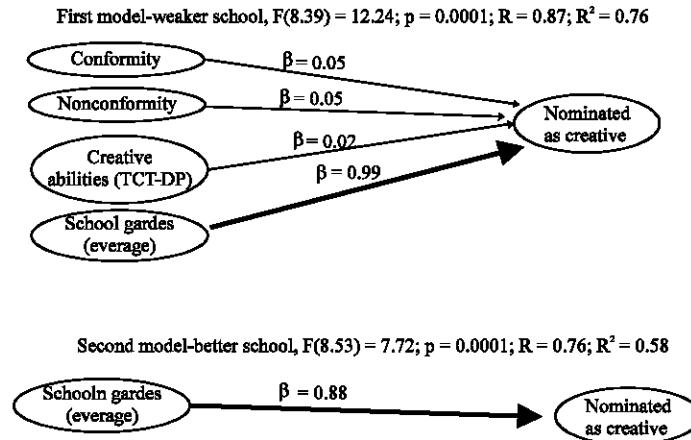 First model-weaker school, F(8.39) = 12.24; p = 0.0001; R = 0.87; R² = 0.76
Conformity
β = 0.05
Nonconformity
β = 0.05
Nominated
as creative
Creative
abilities (TCT-DP)
β = 0.02
β = 0.99
School gardes
(everage)
Second model-better school, F(8.53) = 7.72; p = 0.0001; R = 0.76; R² = 0.58
Schooln gardes
(everage)
β = 0.88
Nominated
as creative